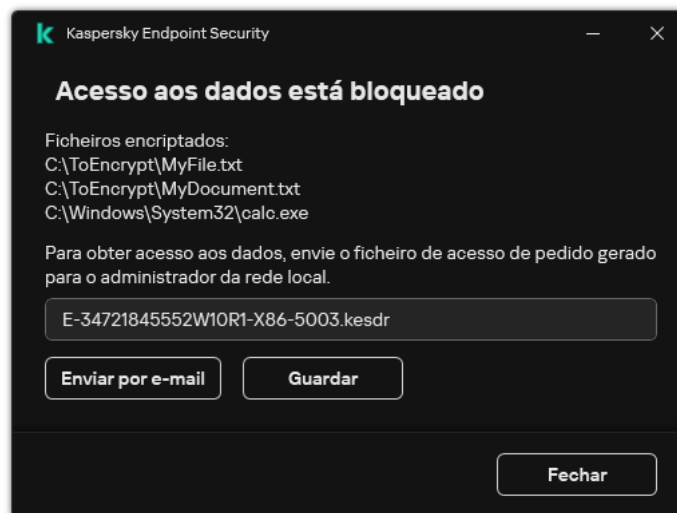 Kaspersky Endpoint Security
Acesso aos dados está bloqueado
Ficheiros encriptados:
C:\ToEncrypt\MyFile.txt
C:\ToEncrypt\MyDocument.txt
C:\Windows\System32\calc.exe
Para obter acesso aos dados, envie o ficheiro de acesso de pedido gerado
para o administrador da rede local.
E-34721845552W10R1-X86-5003.kesdr
Enviar por e-mail
Guardar
Fechar